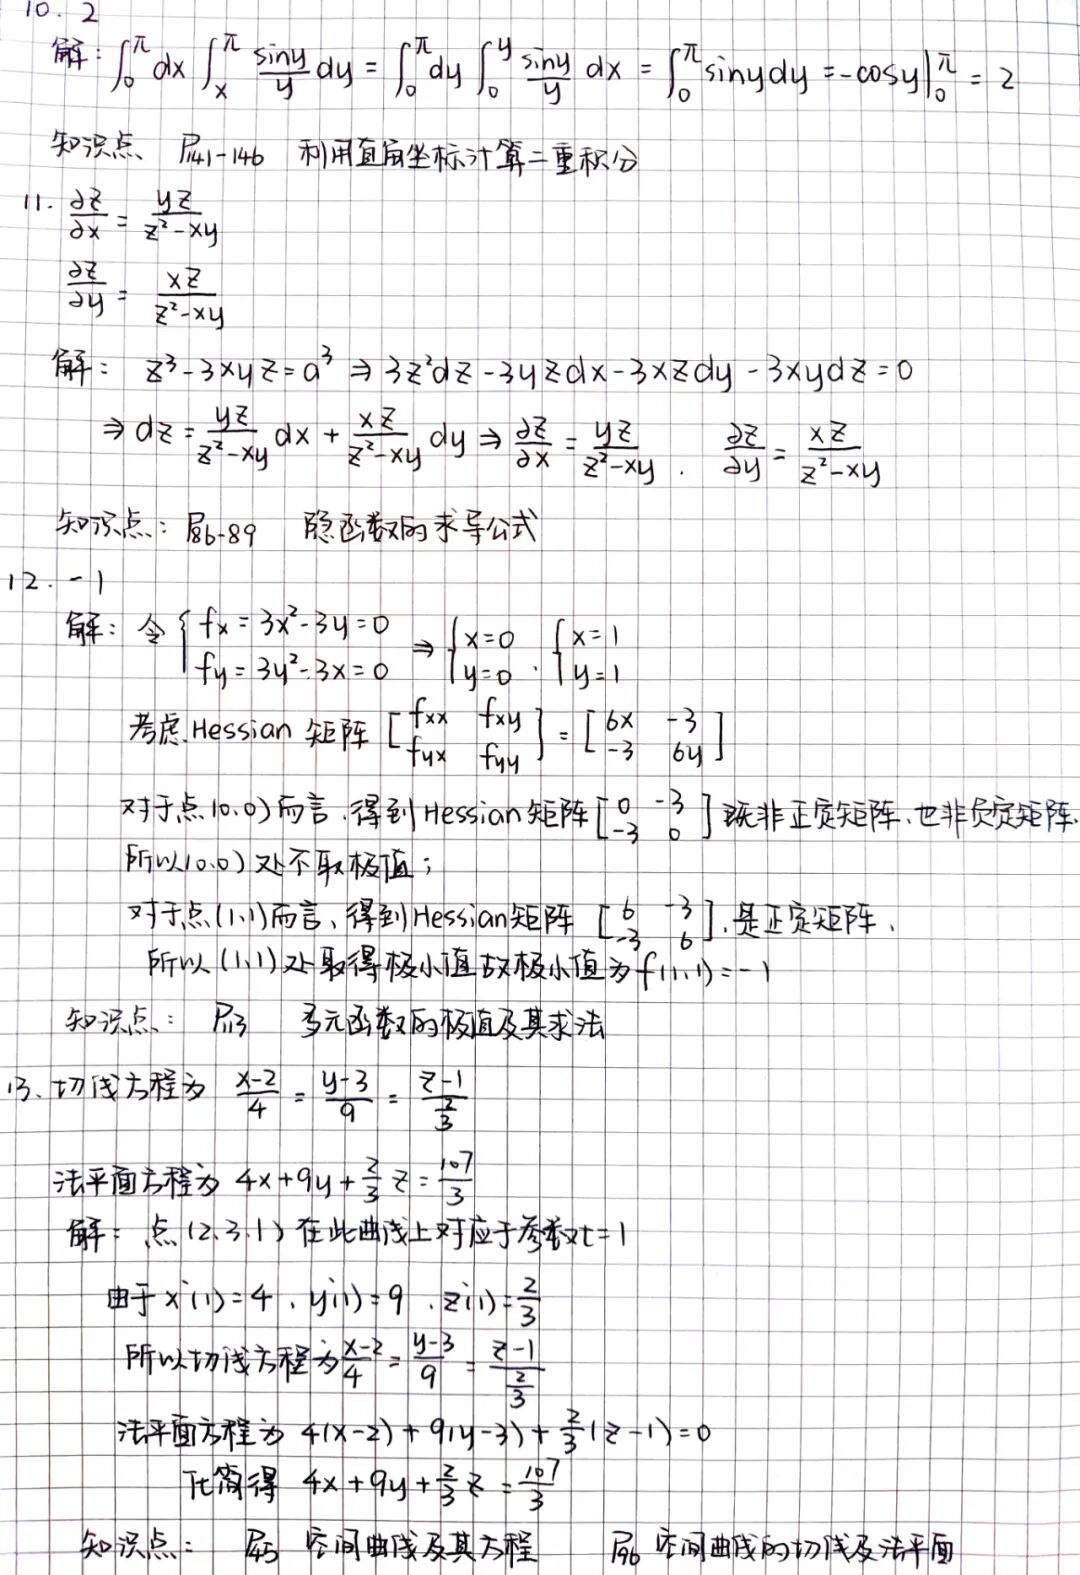 10. 2
解: ∫₀^π dx ∫ₓ^π (sin y / y) dy = ∫₀^π dy ∫₀^y (sin y / y) dx = ∫₀^π sin y dy = -cos y |₀^π = 2
知识点、P141-146 利用直角坐标计算二重积分
11. ∂z/∂x = yz/(z²-xy)
∂z/∂y = xz/(z²-xy)
解: z³-3xyz=a³ ⇒ 3z²dz-3yzdx-3xzdy-3xydz=0
⇒ dz = yz/(z²-xy) dx + xz/(z²-xy) dy ⇒ ∂z/∂x = yz/(z²-xy). ∂z/∂y = xz/(z²-xy)
知识点: P86-89 隐函数的求导公式
12. -1
解: 令 { fx = 3x²-3y=0, fy = 3y²-3x=0 ⇒ { x=0, y=0 . { x=1, y=1
考虑Hessian 矩阵 [fxx fxy; fyx fyy] = [6x -3; -3 6y]
对于点(0,0)而言,得到Hessian矩阵[0 -3; -3 0]既非正定矩阵、也非负定矩阵.
所以(0,0)处不取极值;
对于点(1,1)而言、得到Hessian矩阵 [6 -3; -3 6],是正定矩阵,
所以(1,1)处取得极小值故极小值为f(1,1)=-1
知识点: P113 多元函数的极值及其求法
13. 切线方程为 (x-2)/4 = (y-3)/9 = (z-1)/(2/3)
法平面方程为 4x+9y+2/3 z = 107/3
解: 点(2,3,1)在此曲线上对应于参数t=1
由于x'(1)=4, y'(1)=9, z'(1)=2/3
所以切线方程为 (x-2)/4 = (y-3)/9 = (z-1)/(2/3)
法平面方程为 4(x-2)+9(y-3)+2/3(z-1)=0
化简得 4x+9y+2/3 z = 107/3
知识点: P45 空间曲线及其方程 P96 空间曲线的切线及法平面